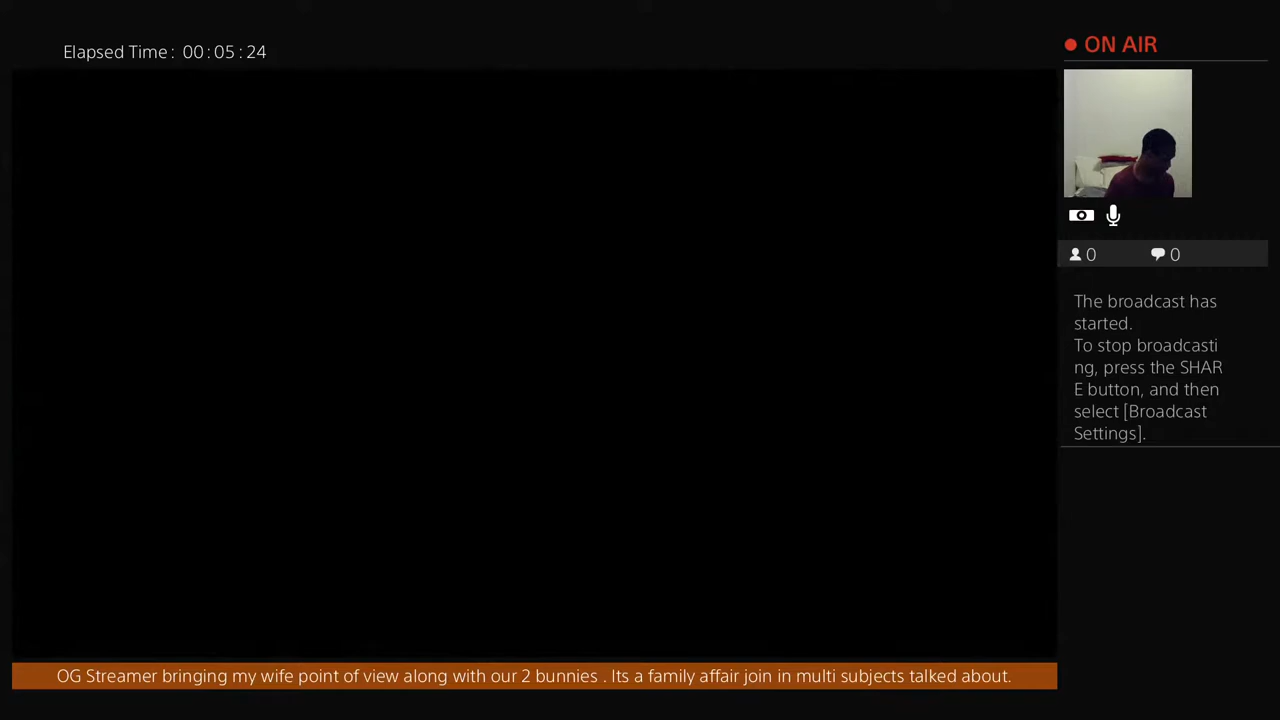 Elapsed Time: 00:05:24
ON AIR
0 0
The broadcast has
started.
To stop broadcasti
ng, press the SHAR
E button, and then
select [Broadcast
Settings].
OG Streamer bringing my wife point of view along with our 2 bunnies . Its a family affair join in multi subjects talked about.